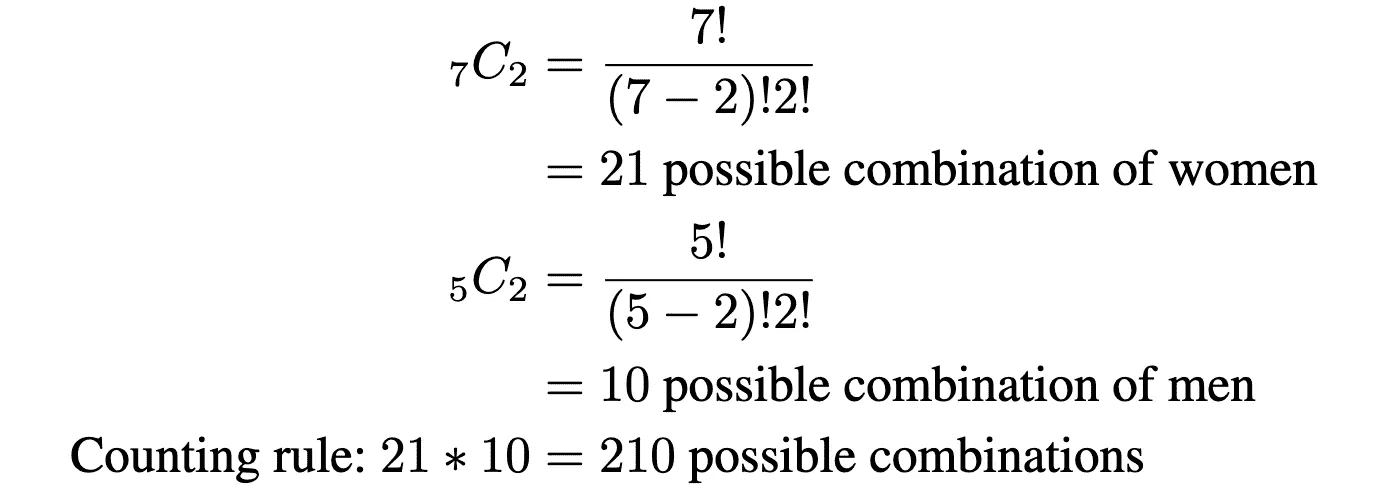 ₇C₂ = 7! / (7 − 2)!2!
= 21 possible combination of women
₅C₂ = 5! / (5 − 2)!2!
= 10 possible combination of men
Counting rule: 21 ∗ 10 = 210 possible combinations